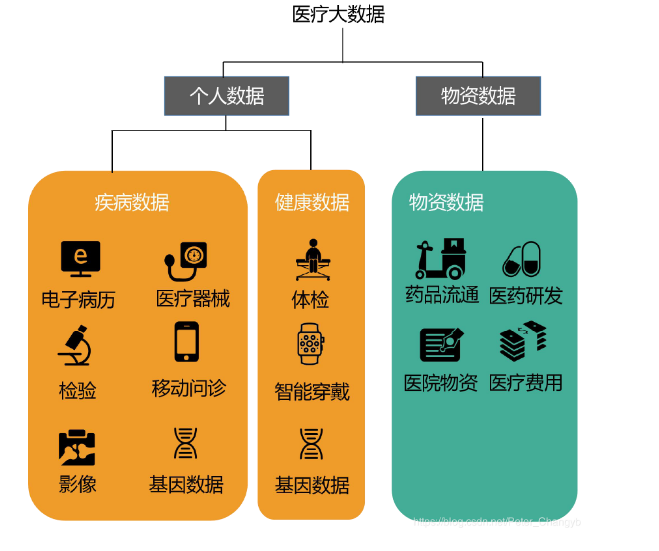 医疗大数据
个人数据
物资数据
疾病数据
健康数据
物资数据
e
电子病历
医疗器械
体检
药品流通
医药研发
检验
移动问诊
智能穿戴
医院物资
医疗费用
影像
基因数据
基因数据
https://blog.csdn.net/Peter_Changyb